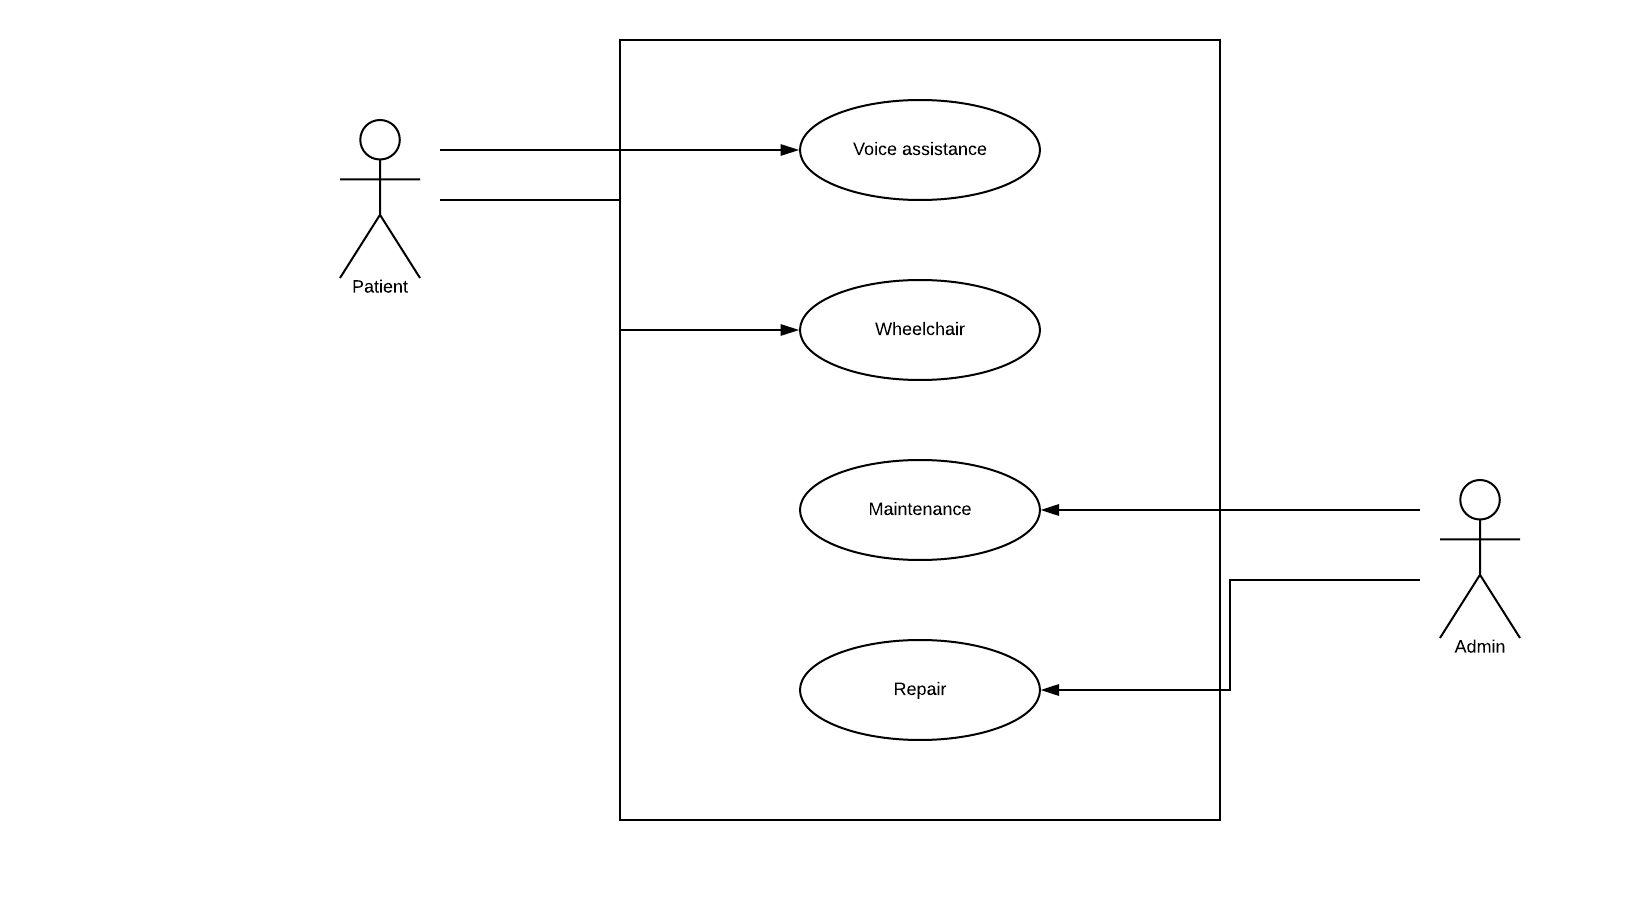 Voice assistance
Patient
Wheelchair
Maintenance
Admin
Repair